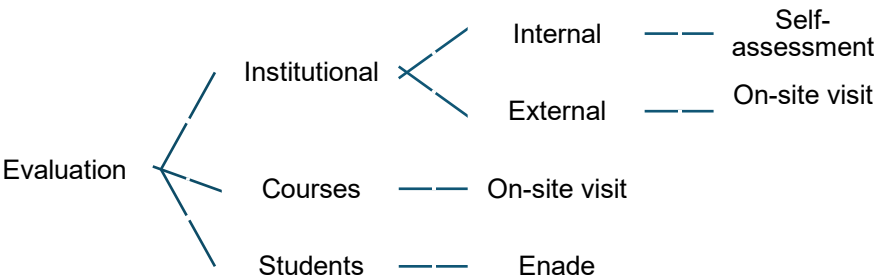 Self-
assessment
Internal
Institutional
On-site visit
External
Evaluation
Courses
On-site visit
Students
Enade